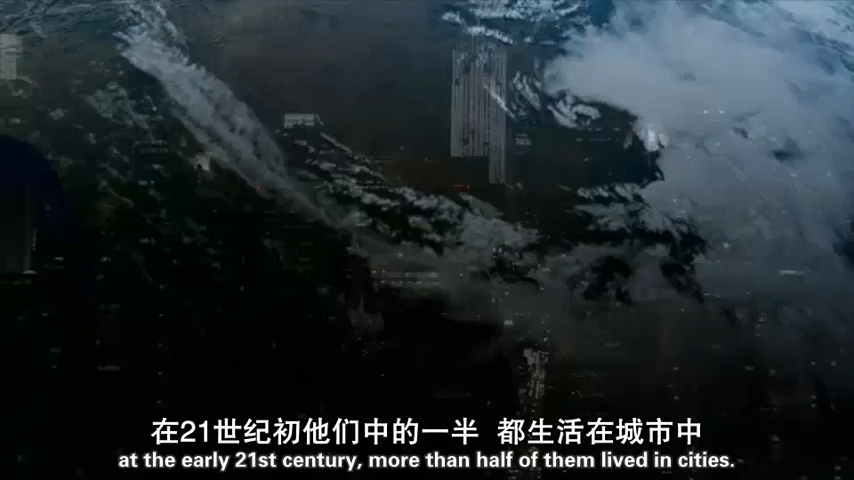 在21世纪初他们中的一半 都生活在城市中
at the early 21st century, more than half of them lived in cities.